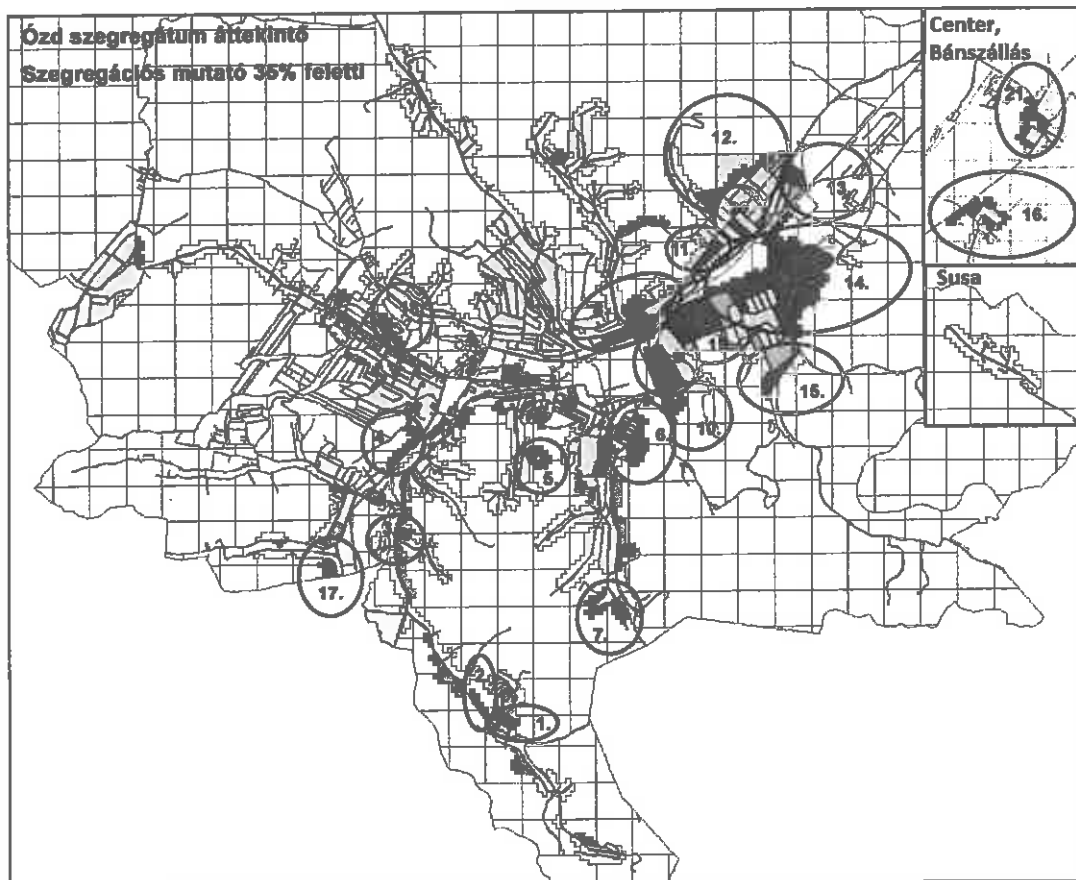 Ózd szegregátum áttekintő
Szegregációs mutató 35% feletti
Center,
Bánszállás
21.
16.
Susa
12.
13.
11.
14.
15.
10.
6.
5.
17.
7.
2.
1.